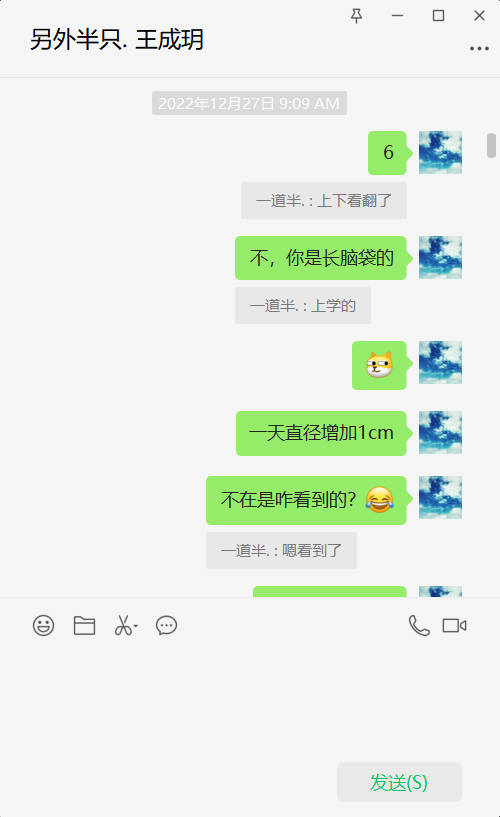 另外半只. 王成玥
2022年12月27日 9:09 AM
6
一道半. : 上下看翻了
不，你是长脑袋的
一道半. : 上学的
一天直径增加1cm
不在是咋看到的？
一道半. : 嗯看到了
发送(S)